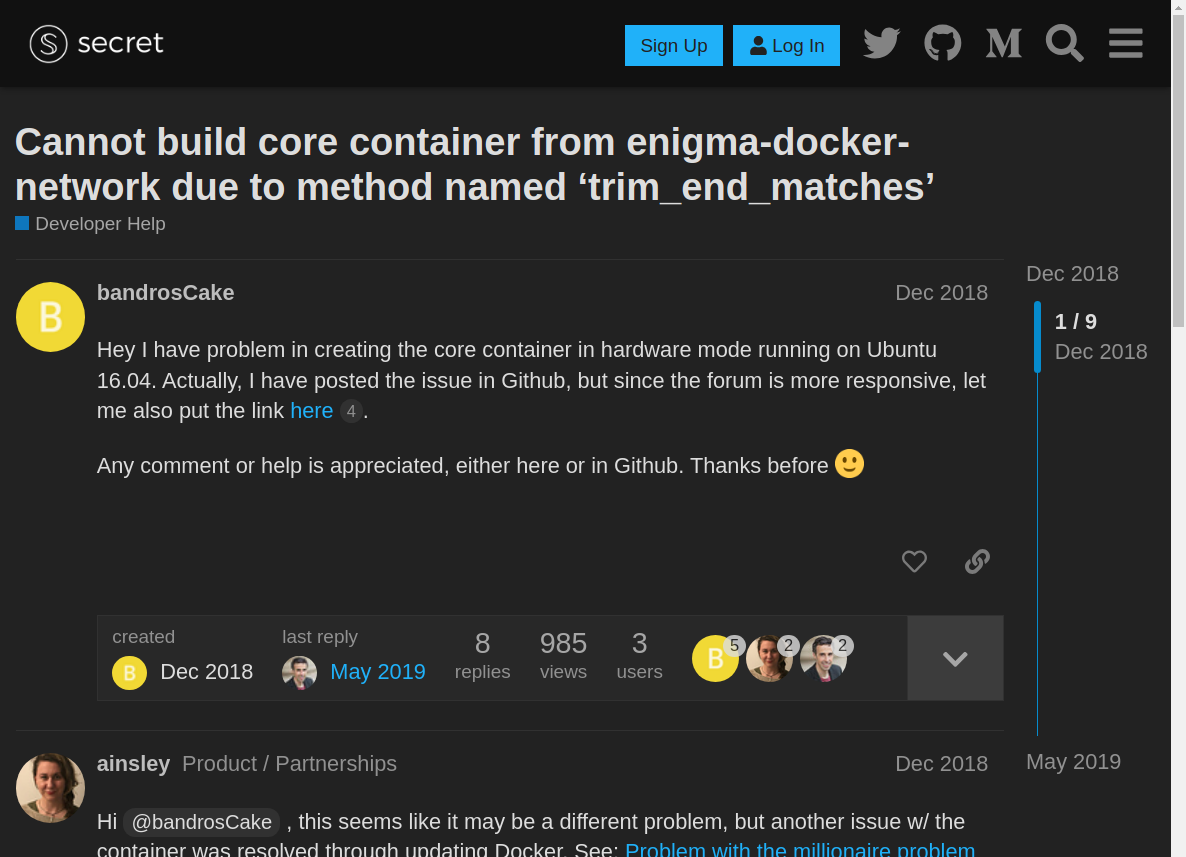 secret
Sign Up
Log In
Cannot build core container from enigma-docker-
network due to method named ‘trim_end_matches’
Developer Help
bandrosCake
Dec 2018
Hey I have problem in creating the core container in hardware mode running on Ubuntu
16.04. Actually, I have posted the issue in Github, but since the forum is more responsive, let
me also put the link here 4.
Any comment or help is appreciated, either here or in Github. Thanks before
Dec 2018
1 / 9
Dec 2018
created
B Dec 2018
last reply
May 2019
8
replies
985
views
3
users
B 5
2
2
ainsley Product / Partnerships
Dec 2018
May 2019
Hi @bandrosCake , this seems like it may be a different problem, but another issue w/ the
container was resolved through updating Docker. See: Problem with the millionaire problem